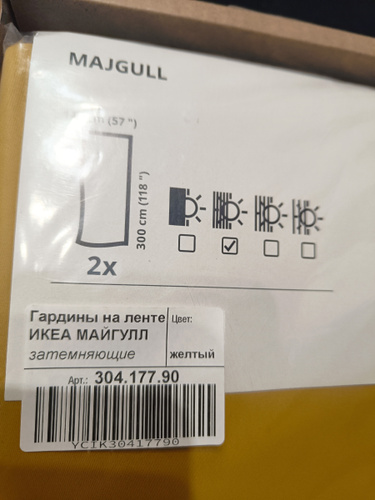 MAJGULL
(57 ")
300 cm (118 ")
2x
Гардины на ленте
ИКЕА МАЙГУЛЛ
затемняющие
Цвет:
желтый
Арт.: 304.177.90
YCIK30417790